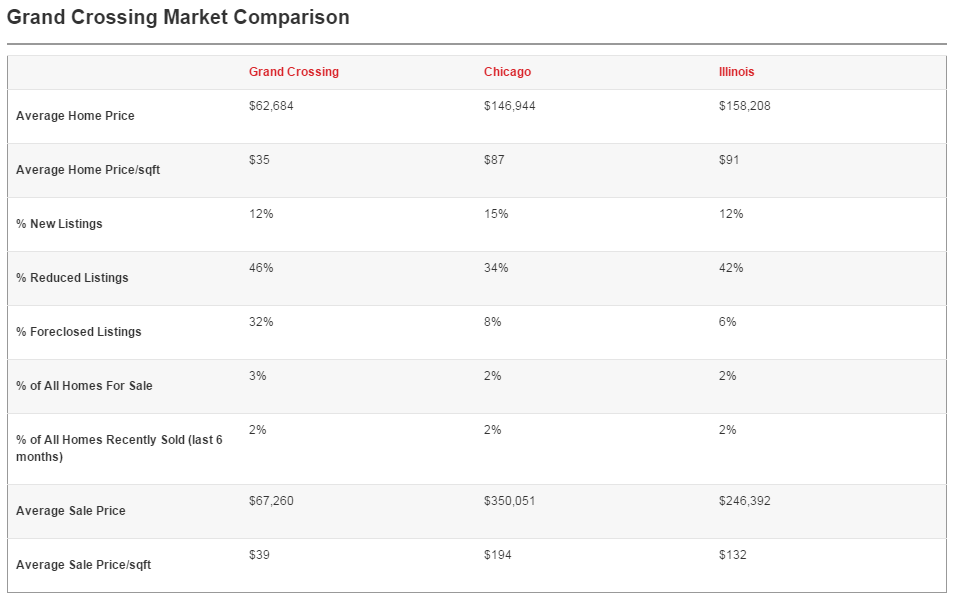 Grand Crossing Market Comparison
Grand Crossing Chicago Illinois
Average Home Price $62,684 $146,944 $158,208
Average Home Price/sqft $35 $87 $91
% New Listings 12% 15% 12%
% Reduced Listings 46% 34% 42%
% Foreclosed Listings 32% 8% 6%
% of All Homes For Sale 3% 2% 2%
% of All Homes Recently Sold (last 6 2% 2% 2%
months)
Average Sale Price $67,260 $350,051 $246,392
Average Sale Price/sqft $39 $194 $132